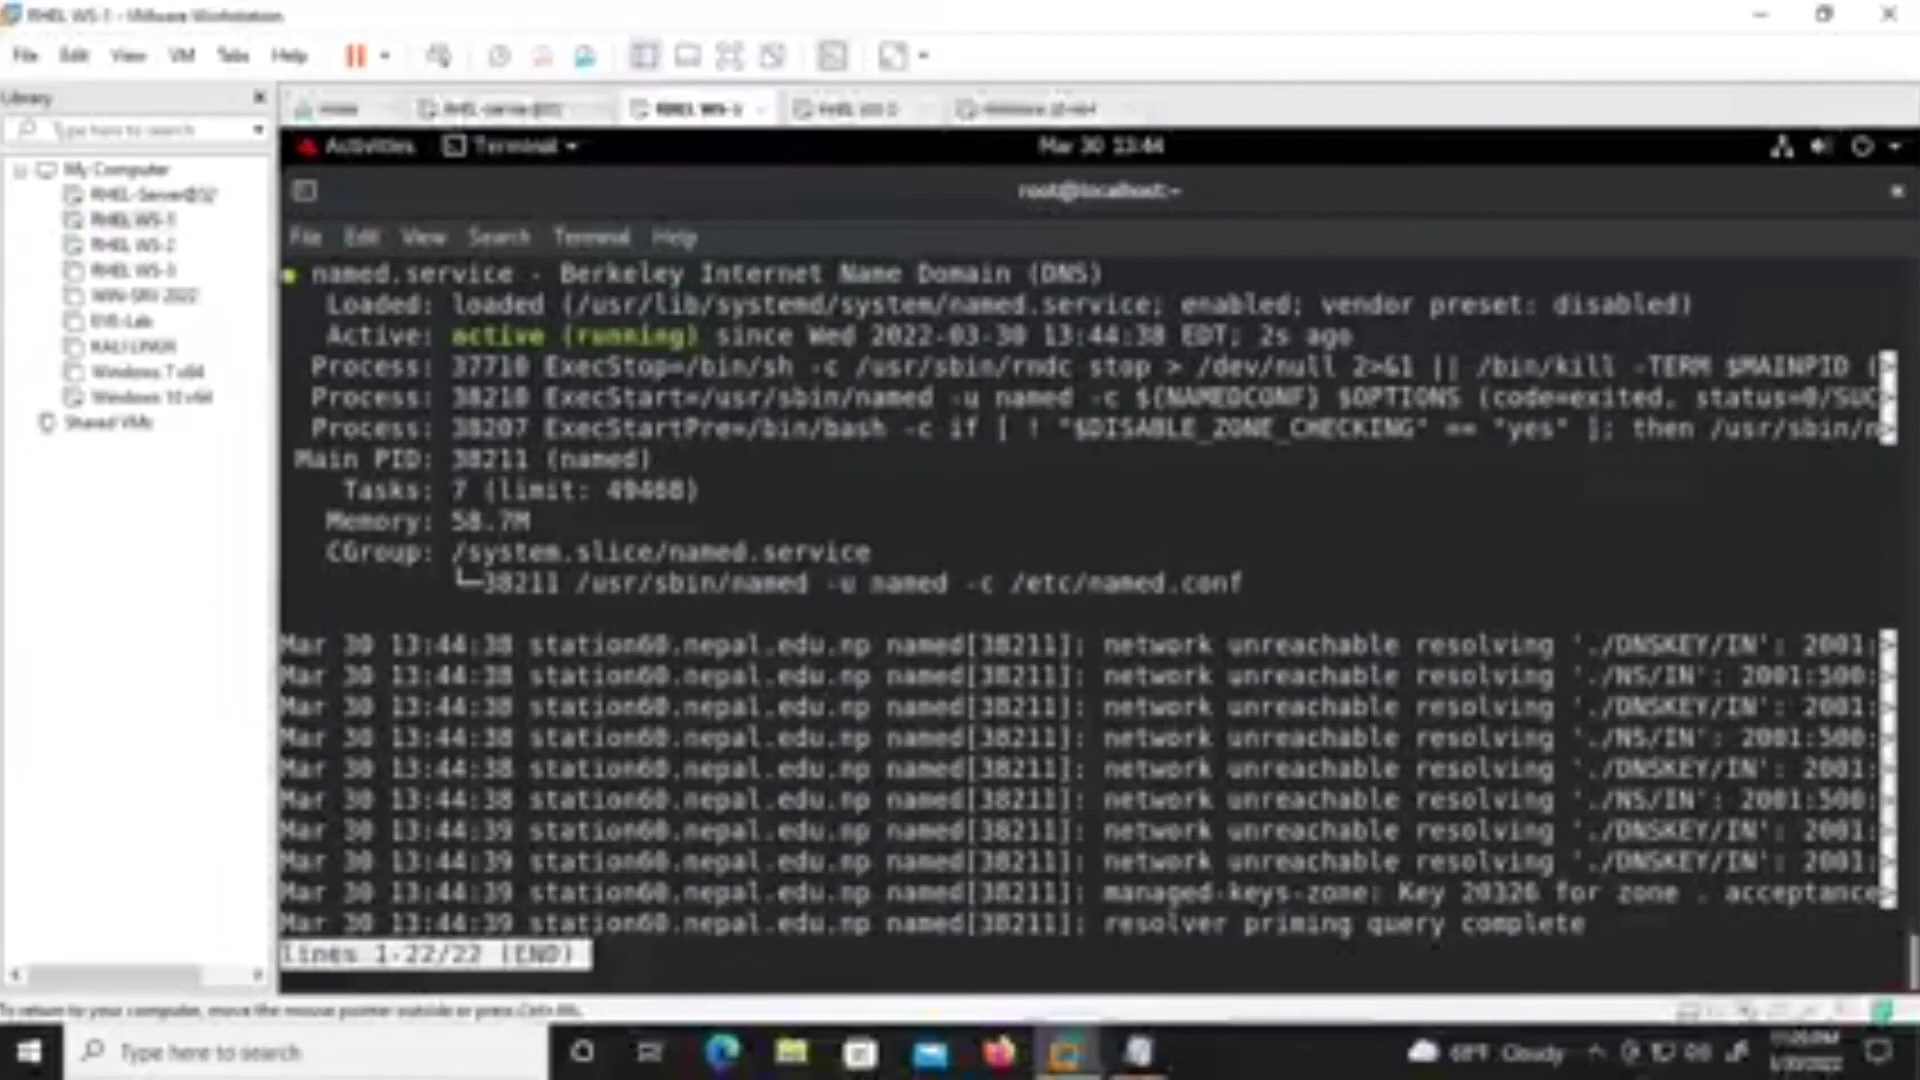 RHEL WS-1 - VMware Workstation
File Edit View VM Tabs Help
Library
Type here to search
My Computer
RHEL WS-1
RHEL WS-2
RHEL WS-3
WIN-SRV 2022
KALI LINUX
Windows 7 x64
Windows 10 x64
Shared VMs
RHEL WS-1
Activities Terminal Mar 30 13:44
root@localhost:~
File Edit View Search Terminal Help
named.service - Berkeley Internet Name Domain (DNS)
Loaded: loaded (/usr/lib/systemd/system/named.service; enabled; vendor preset: disabled)
Active: active (running) since Wed 2022-03-30 13:44:38 EDT; 2s ago
Process: 37710 ExecStop=/bin/sh -c /usr/sbin/rndc stop > /dev/null 2>&1 || /bin/kill -TERM $MAINPID (
Process: 38210 ExecStart=/usr/sbin/named -u named -c ${NAMEDCONF} $OPTIONS (code=exited, status=0/SUC
Process: 38207 ExecStartPre=/bin/bash -c if [ ! "$DISABLE_ZONE_CHECKING" == "yes" ]; then /usr/sbin/n
Main PID: 38211 (named)
Tasks: 7 (limit: 49468)
Memory: 58.7M
CGroup: /system.slice/named.service
└─38211 /usr/sbin/named -u named -c /etc/named.conf
Mar 30 13:44:38 station60.nepal.edu.np named[38211]: network unreachable resolving './DNSKEY/IN': 2001:
Mar 30 13:44:38 station60.nepal.edu.np named[38211]: network unreachable resolving './NS/IN': 2001:500:
Mar 30 13:44:38 station60.nepal.edu.np named[38211]: network unreachable resolving './DNSKEY/IN': 2001:
Mar 30 13:44:38 station60.nepal.edu.np named[38211]: network unreachable resolving './NS/IN': 2001:500:
Mar 30 13:44:38 station60.nepal.edu.np named[38211]: network unreachable resolving './DNSKEY/IN': 2001:
Mar 30 13:44:38 station60.nepal.edu.np named[38211]: network unreachable resolving './NS/IN': 2001:500:
Mar 30 13:44:39 station60.nepal.edu.np named[38211]: network unreachable resolving './DNSKEY/IN': 2001:
Mar 30 13:44:39 station60.nepal.edu.np named[38211]: network unreachable resolving './DNSKEY/IN': 2001:
Mar 30 13:44:39 station60.nepal.edu.np named[38211]: managed-keys-zone: Key 20326 for zone . acceptance
Mar 30 13:44:39 station60.nepal.edu.np named[38211]: resolver priming query complete
lines 1-22/22 (END)
To return to your computer, move the mouse pointer outside or press Ctrl+Alt.
Type here to search
68°F Cloudy